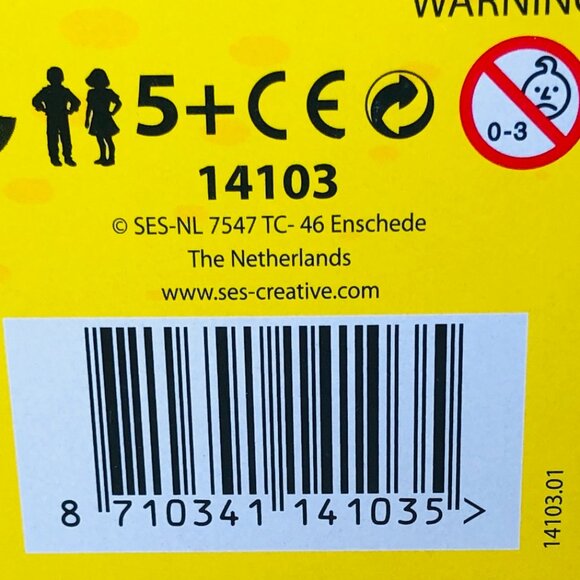 WARNING
5+ CE
0-3
14103
© SES-NL 7547 TC- 46 Enschede
The Netherlands
www.ses-creative.com
8 710341 141035 >
14103.01